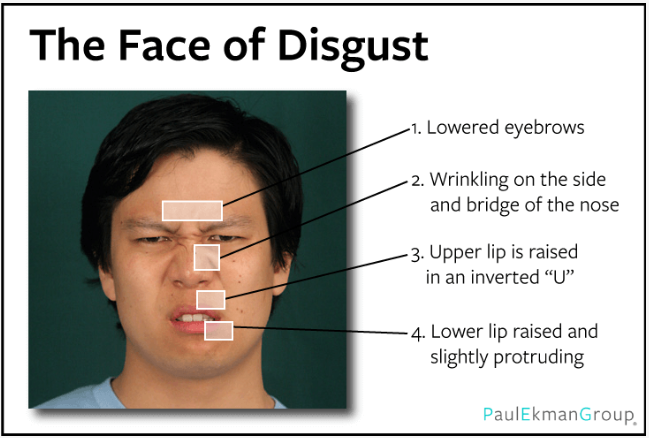 The Face of Disgust
1. Lowered eyebrows
2. Wrinkling on the side
and bridge of the nose
3. Upper lip is raised
in an inverted “U”
4. Lower lip raised and
slightly protruding
PaulEkmanGroup®